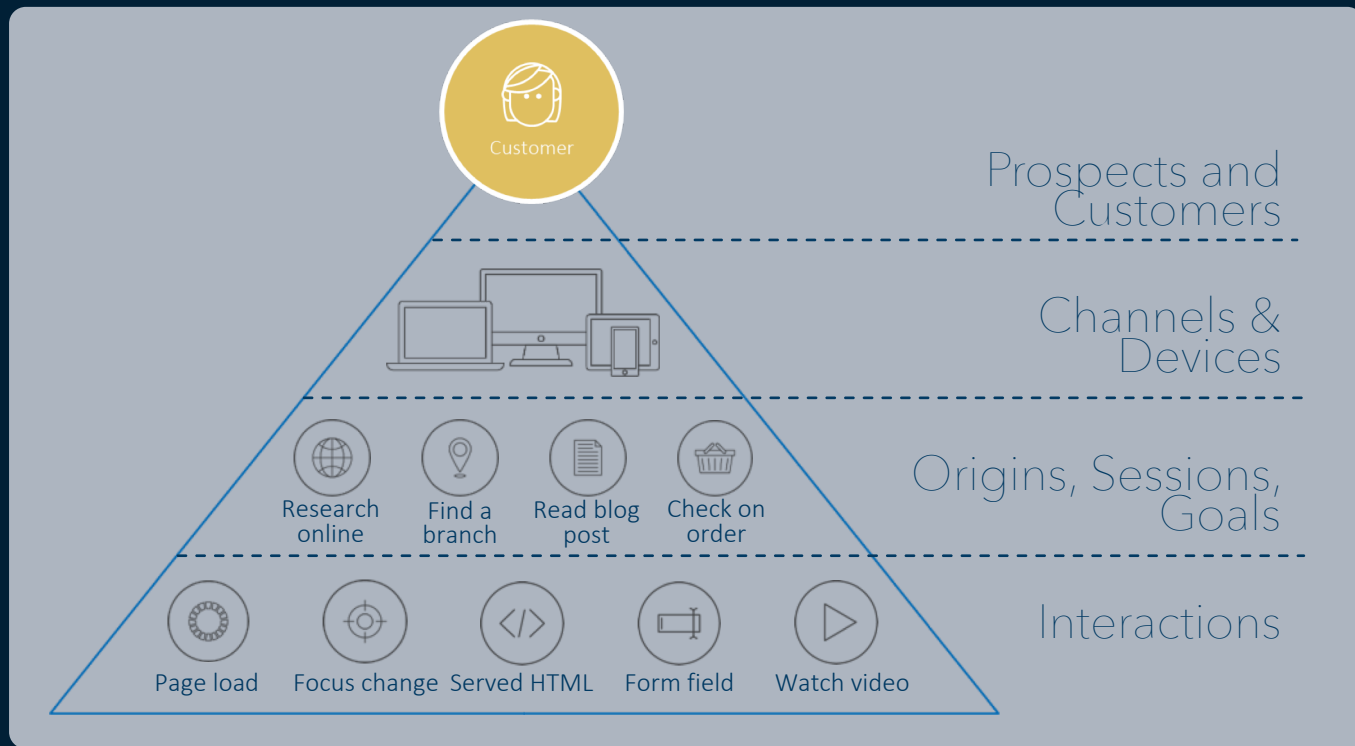 Customer
Prospects and
Customers
Channels &
Devices
Research
online
Find a
branch
Read blog
post
Check on
order
Origins, Sessions,
Goals
Page load
Focus change
Served HTML
Form field
Watch video
Interactions